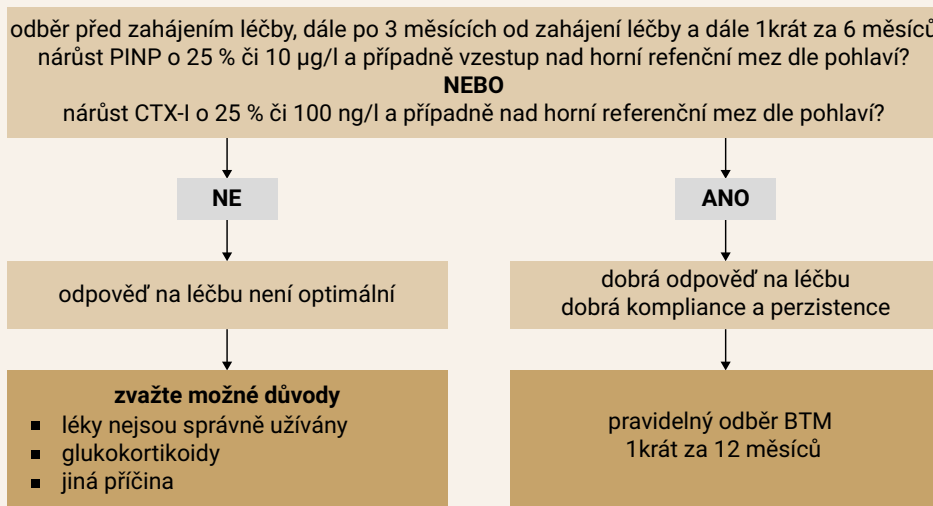 odběr před zahájením léčby, dále po 3 měsících od zahájení léčby a dále 1krát za 6 měsíců
nárůst PINP o 25 % či 10 µg/l a případně vzestup nad horní refenční mez dle pohlaví?
NEBO
nárůst CTX-I o 25 % či 100 ng/l a případně nad horní referenční mez dle pohlaví?
NE
ANO
odpověď na léčbu není optimální
dobrá odpověď na léčbu
dobrá kompliance a perzistence
zvažte možné důvody
▪ léky nejsou správně užívány
▪ glukokortikoidy
▪ jiná příčina
pravidelný odběr BTM
1krát za 12 měsíců